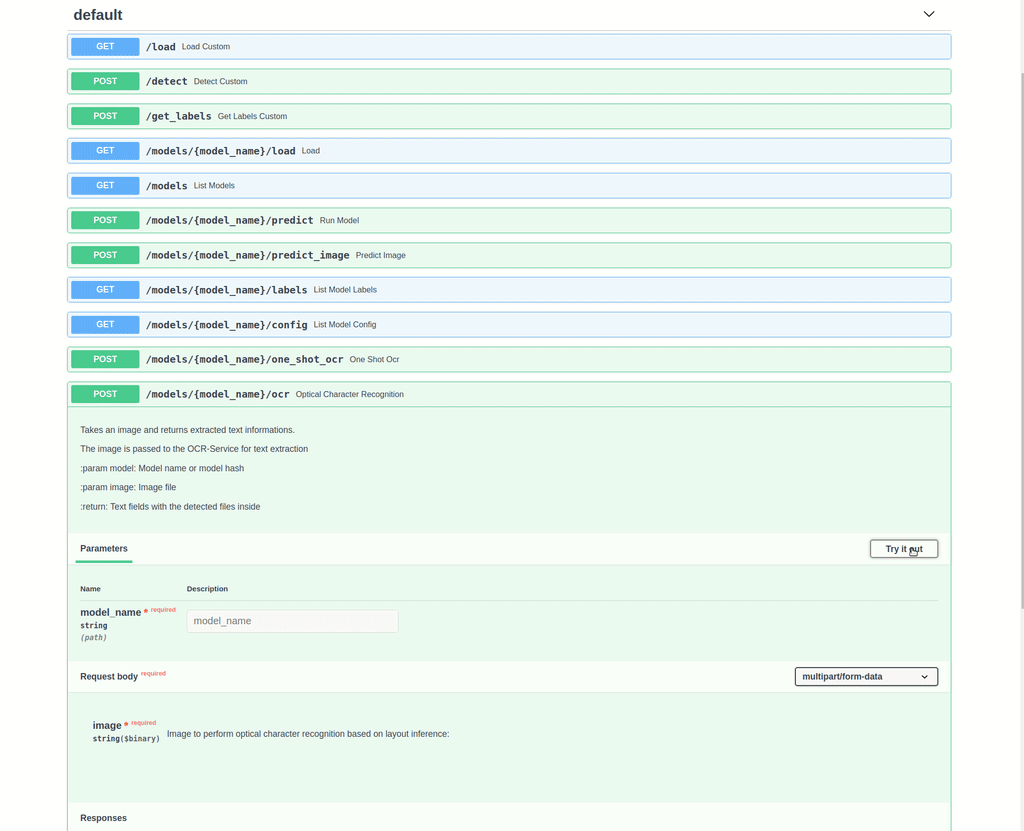 default
GET /load Load Custom
POST /detect Detect Custom
POST /get_labels Get Labels Custom
GET /models/{model_name}/load Load
GET /models List Models
POST /models/{model_name}/predict Run Model
POST /models/{model_name}/predict_image Predict Image
GET /models/{model_name}/labels List Model Labels
GET /models/{model_name}/config List Model Config
POST /models/{model_name}/one_shot_ocr One Shot Ocr
POST /models/{model_name}/ocr Optical Character Recognition
Takes an image and returns extracted text informations.
The image is passed to the OCR-Service for text extraction
:param model: Model name or model hash
:param image: Image file
:return: Text fields with the detected files inside
Parameters Try it out
Name Description
model_name * required model_name
string
(path)
Request body required multipart/form-data
image * required
string($binary) Image to perform optical character recognition based on layout inference:
Responses